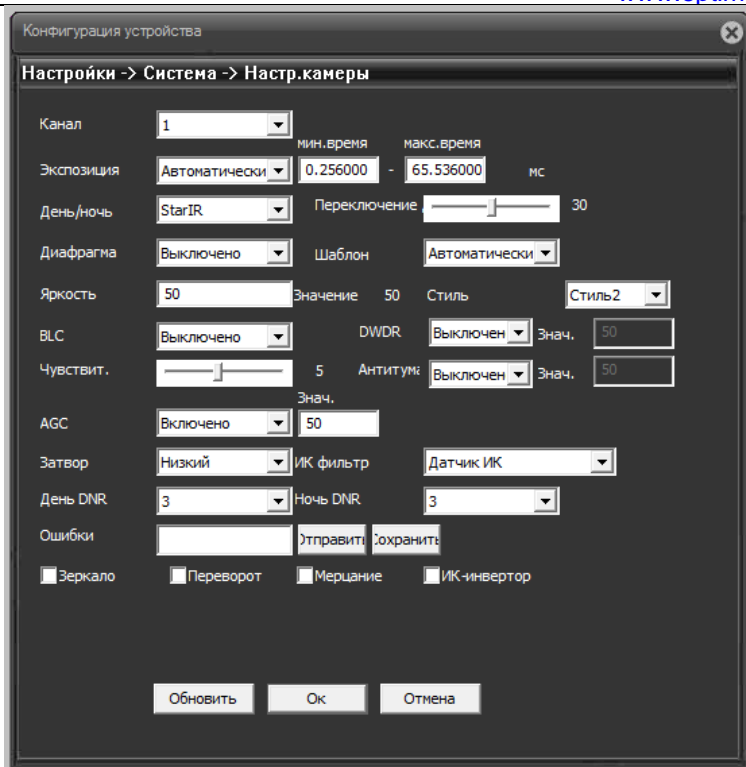 Конфигурация устройства
Настройки -> Система -> Настр.камеры
Канал 1
мин.время макс.время
Экспозиция Автоматически 0.256000 - 65.536000 мс
День/ночь StarIR Переключение 30
Диафрагма Выключено Шаблон Автоматически
Яркость 50 Значение 50 Стиль Стиль2
BLC Выключено DWDR Выключен Знач. 50
Чувствит. 5 Антитума Выключен Знач. 50
Знач.
AGC Включено 50
Затвор Низкий ИК фильтр Датчик ИК
День DNR 3 Ночь DNR 3
Ошибки Отправить Сохранить
Зеркало Переворот Мерцание ИК-инвертор
Обновить Ок Отмена